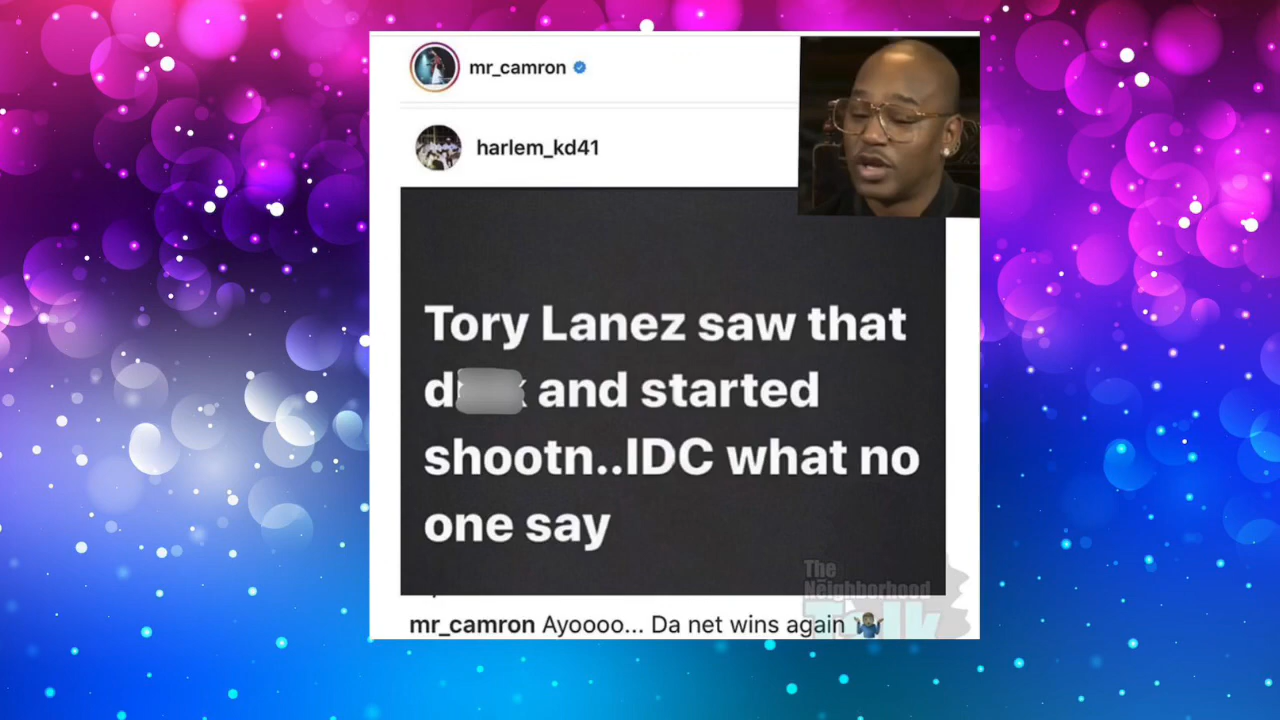 mr_camron
harlem_kd41
Tory Lanez saw that
and started
shootn..IDC what no
one say
mr_camron Ayoooo... Da net wins again
The
Neighborhood
Talk